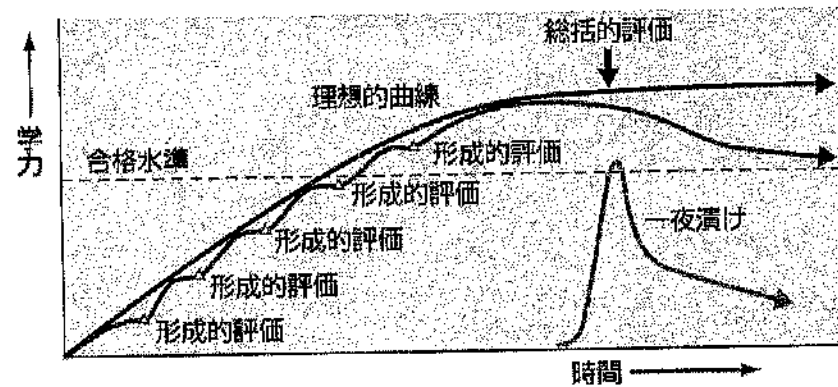 総括的評価
理想的曲線
学力
合格水準
形成的評価
形成的評価
形成的評価
形成的評価
形成的評価
一夜漬け
時間